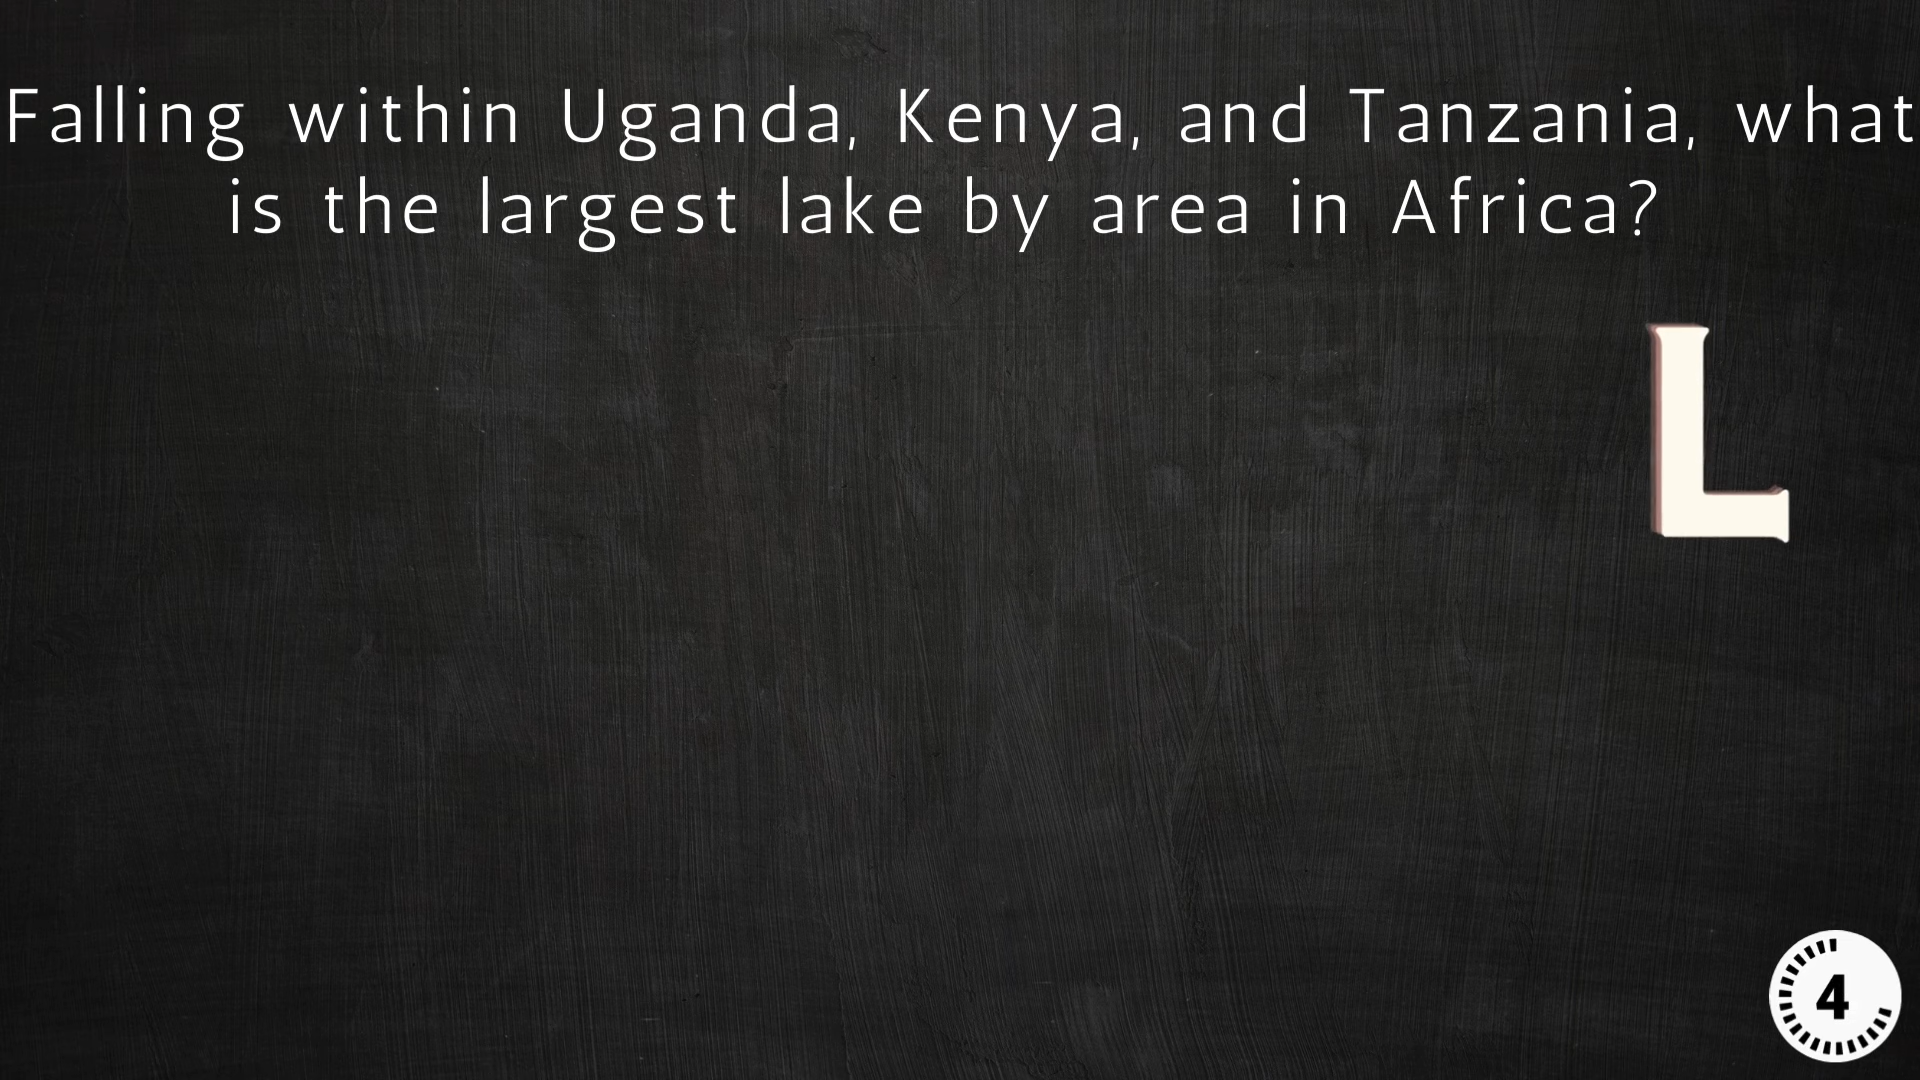 Falling within Uganda, Kenya, and Tanzania, what
is the largest lake by area in Africa?
L
4